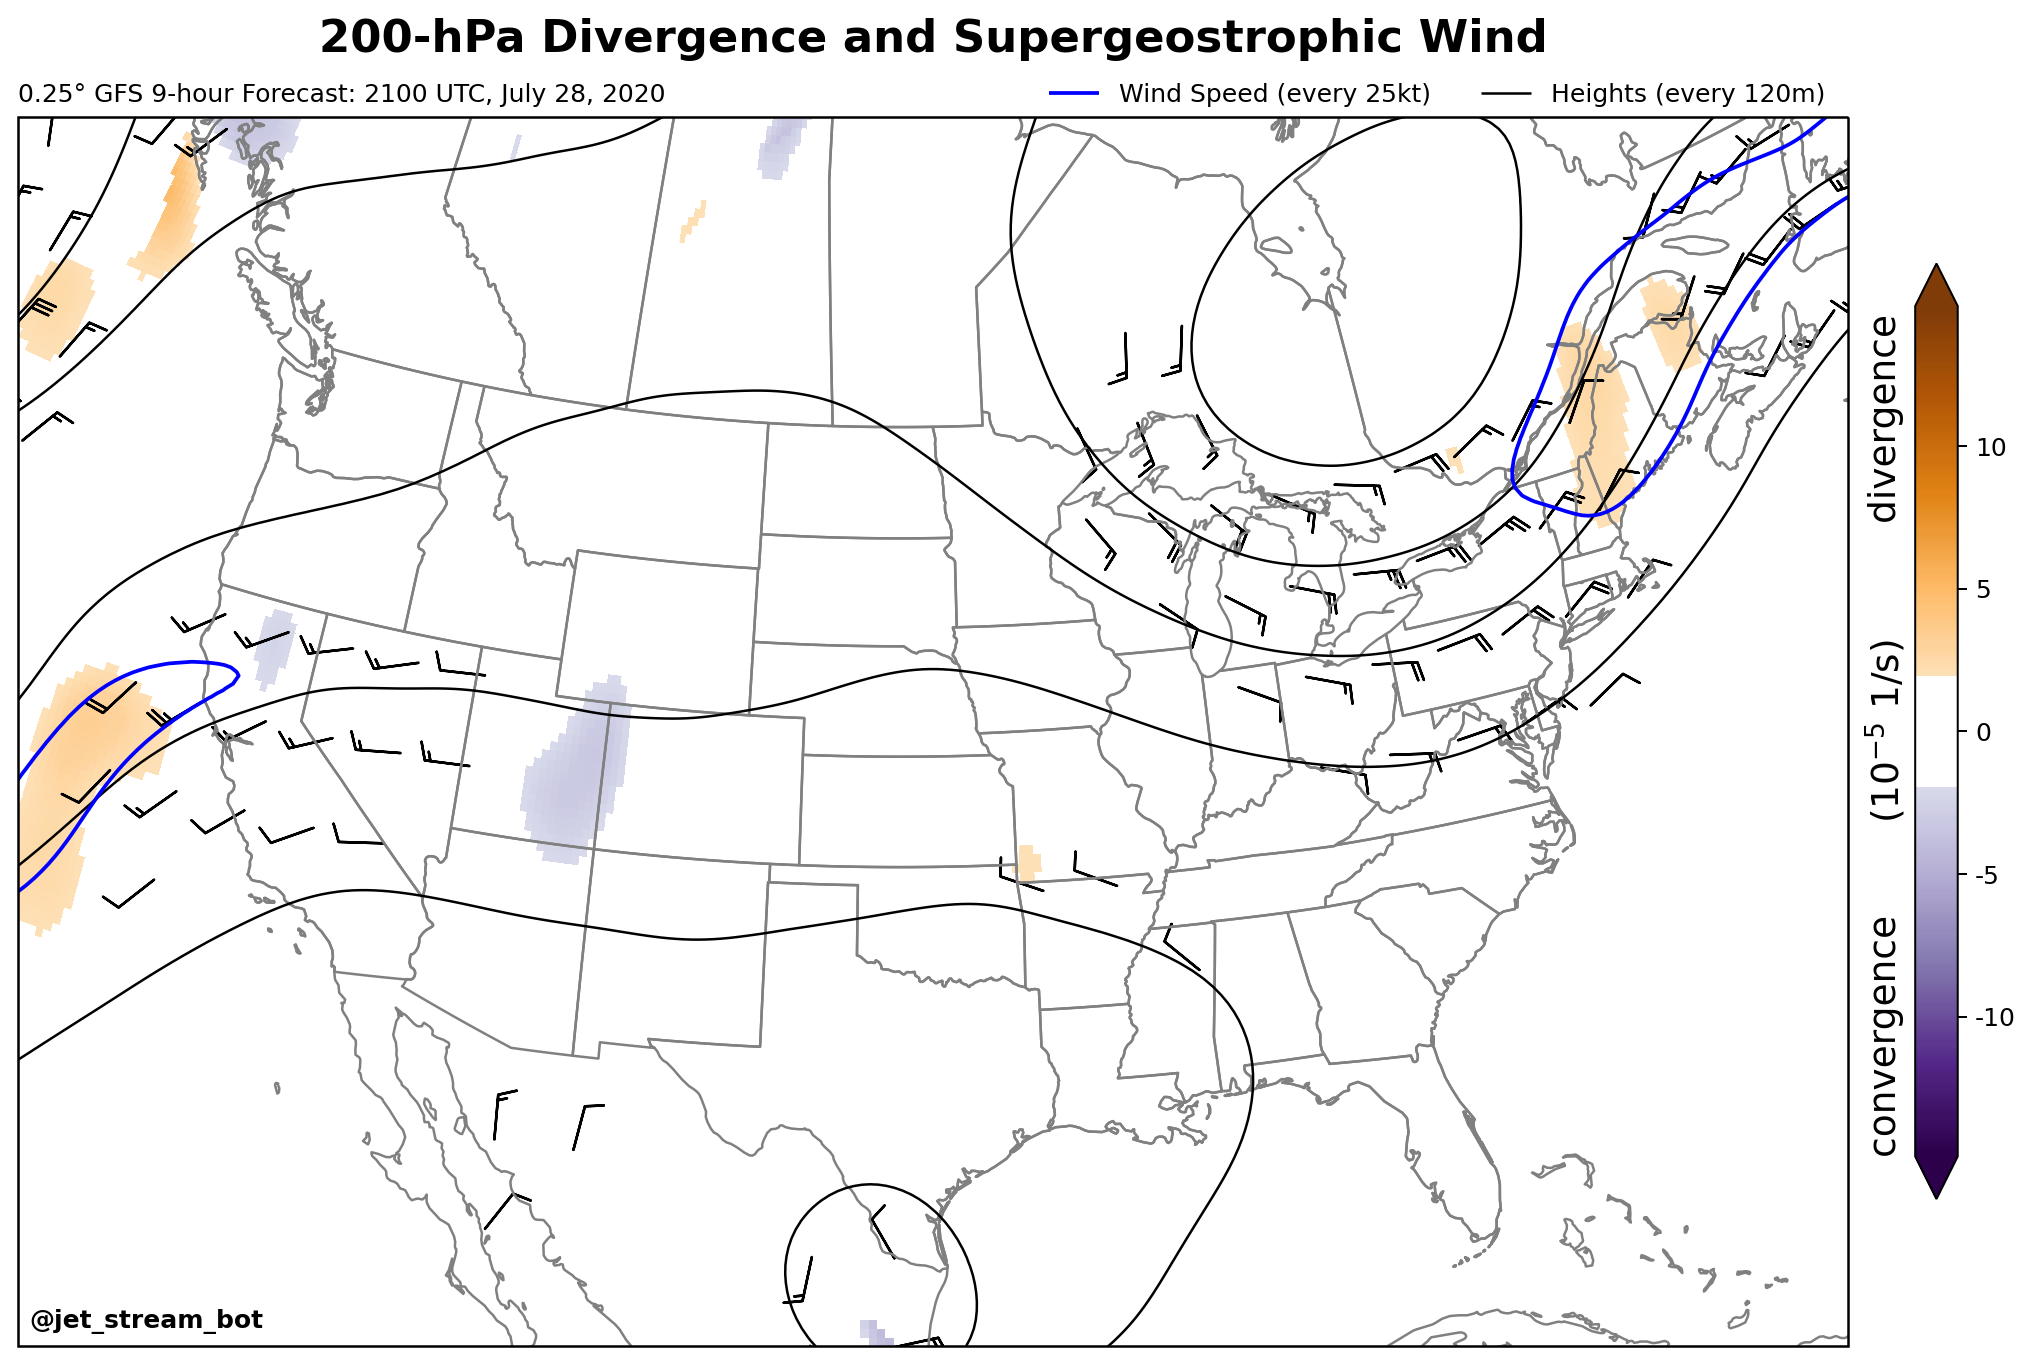 200-hPa Divergence and Supergeostrophic Wind
0.25° GFS 9-hour Forecast: 2100 UTC, July 28, 2020
Wind Speed (every 25kt)
Heights (every 120m)
10
5
0
-5
-10
convergence (10⁻⁵ 1/s) divergence
@jet_stream_bot